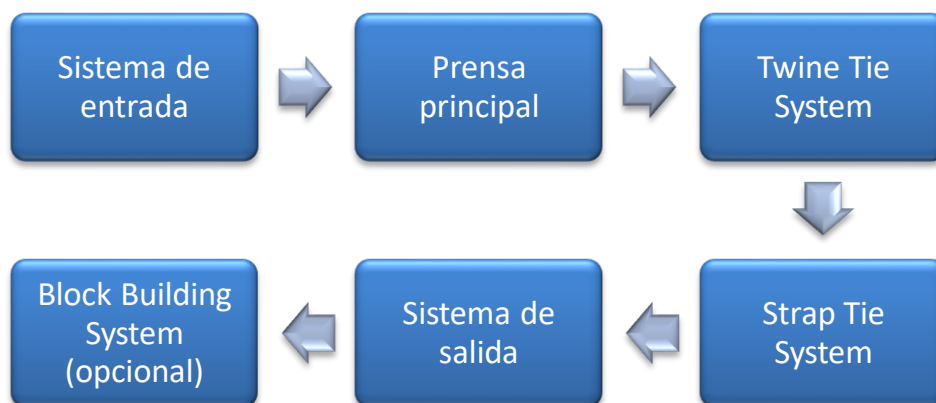 Sistema de
entrada
Prensa
principal
Twine Tie
System
Strap Tie
System
Sistema de
salida
Block Building
System
(opcional)